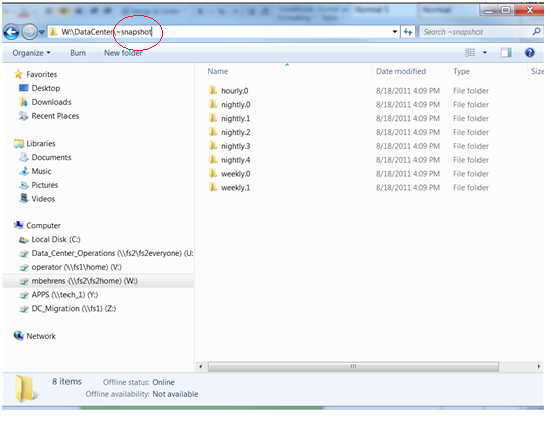 W:\DataCenter\~snapshot
Search ~snapshot
Organize Burn New folder
Name Date modified Type
Favorites
Desktop
Downloads
Recent Places
Libraries
Documents
Music
Pictures
Videos
Computer
Local Disk (C:)
Data_Center_Operations (\\fs2\fs2everyone) (U:
operator (\\fs1\home) (V:)
mbehrens (\\fs2\fs2home) (W:)
APPS (\\tech_1) (Y:)
DC_Migration (\\fs1) (Z:)
Network
hourly.0 8/18/2011 4:09 PM File folder
nightly.0 8/18/2011 4:09 PM File folder
nightly.1 8/18/2011 4:09 PM File folder
nightly.2 8/18/2011 4:09 PM File folder
nightly.3 8/18/2011 4:09 PM File folder
nightly.4 8/18/2011 4:09 PM File folder
weekly.0 8/18/2011 4:09 PM File folder
weekly.1 8/18/2011 4:09 PM File folder
8 items Offline status: Online
Offline availability: Not available